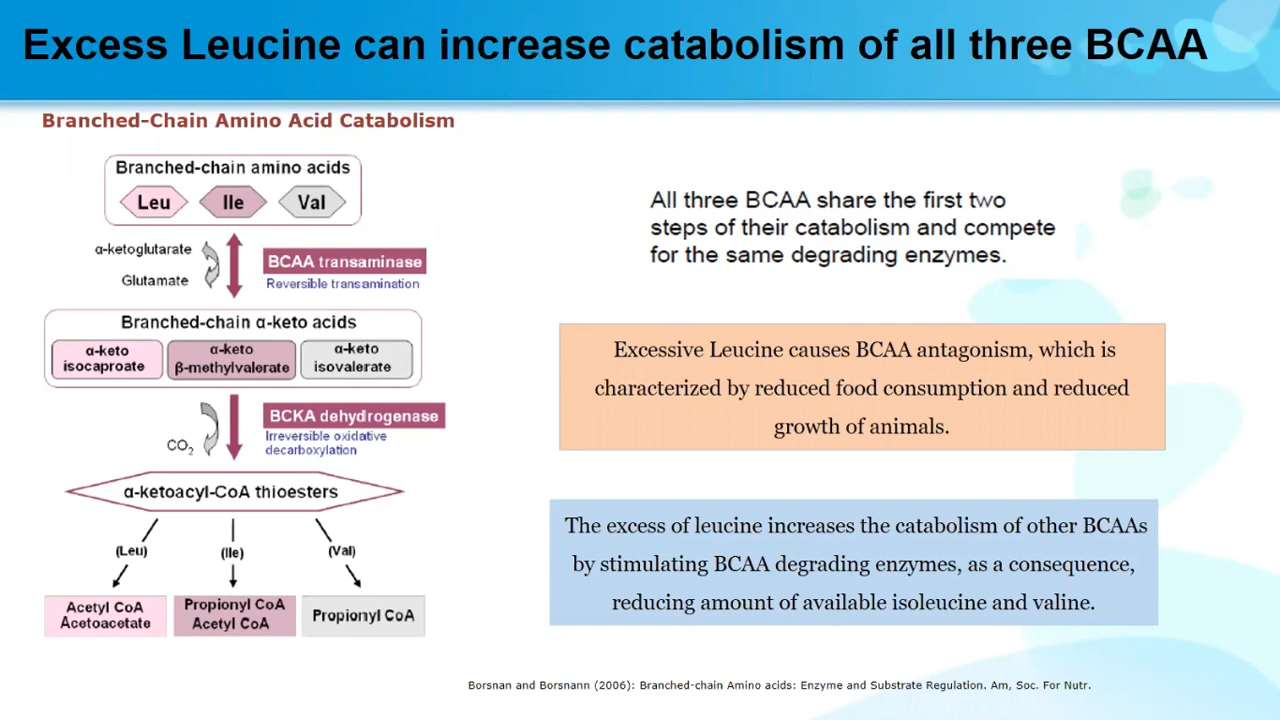 Excess Leucine can increase catabolism of all three BCAA
Branched-Chain Amino Acid Catabolism
Branched-chain amino acids
Leu
Ile
Val
α-ketoglutarate
Glutamate
BCAA transaminase
Reversible transamination
Branched-chain α-keto acids
α-keto
isocaproate
α-keto
β-methylvalerate
α-keto
isovalerate
CO2
BCKA dehydrogenase
Irreversible oxidative
decarboxylation
α-ketoacyl-CoA thioesters
(Leu)
(Ile)
(Val)
Acetyl CoA
Acetoacetate
Propionyl CoA
Acetyl CoA
Propionyl CoA
All three BCAA share the first two
steps of their catabolism and compete
for the same degrading enzymes.
Excessive Leucine causes BCAA antagonism, which is
characterized by reduced food consumption and reduced
growth of animals.
The excess of leucine increases the catabolism of other BCAAs
by stimulating BCAA degrading enzymes, as a consequence,
reducing amount of available isoleucine and valine.
Borsnan and Borsnann (2006): Branched-chain Amino acids: Enzyme and Substrate Regulation. Am, Soc. For Nutr.